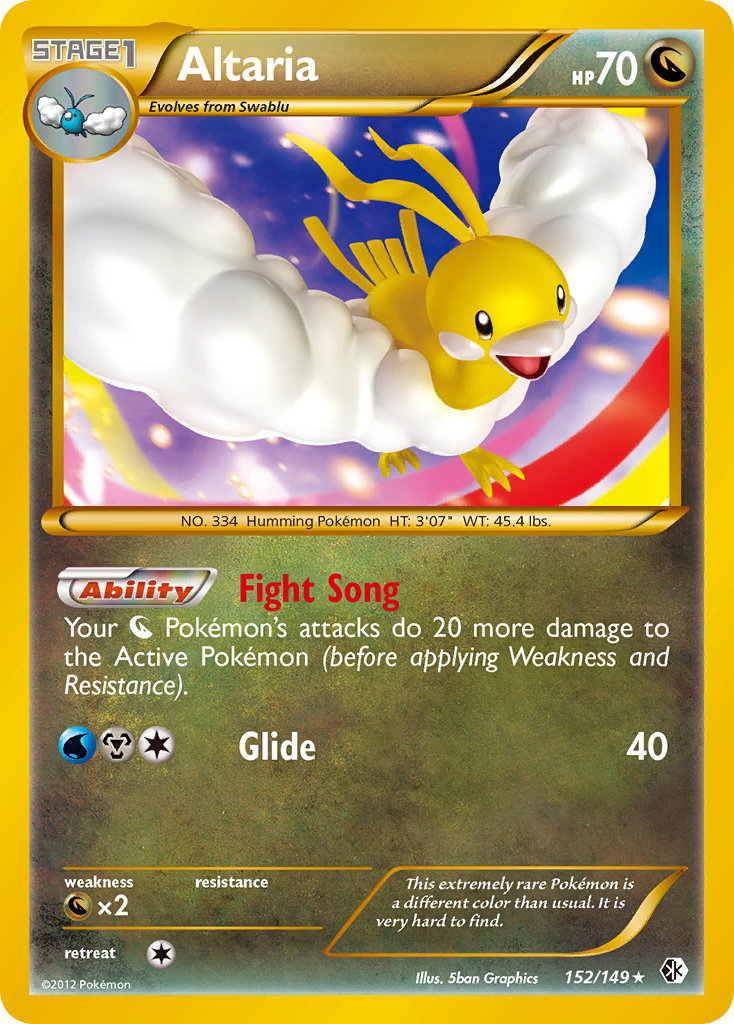 STAGE1
Altaria
HP70
Evolves from Swablu
NO. 334 Humming Pokémon HT: 3'07" WT: 45.4 lbs.
Ability Fight Song
Your Pokémon's attacks do 20 more damage to
the Active Pokémon (before applying Weakness and
Resistance).
Glide 40
weakness resistance
×2
retreat
This extremely rare Pokémon is
a different color than usual. It is
very hard to find.
©2012 Pokémon
Illus. 5ban Graphics 152/149★